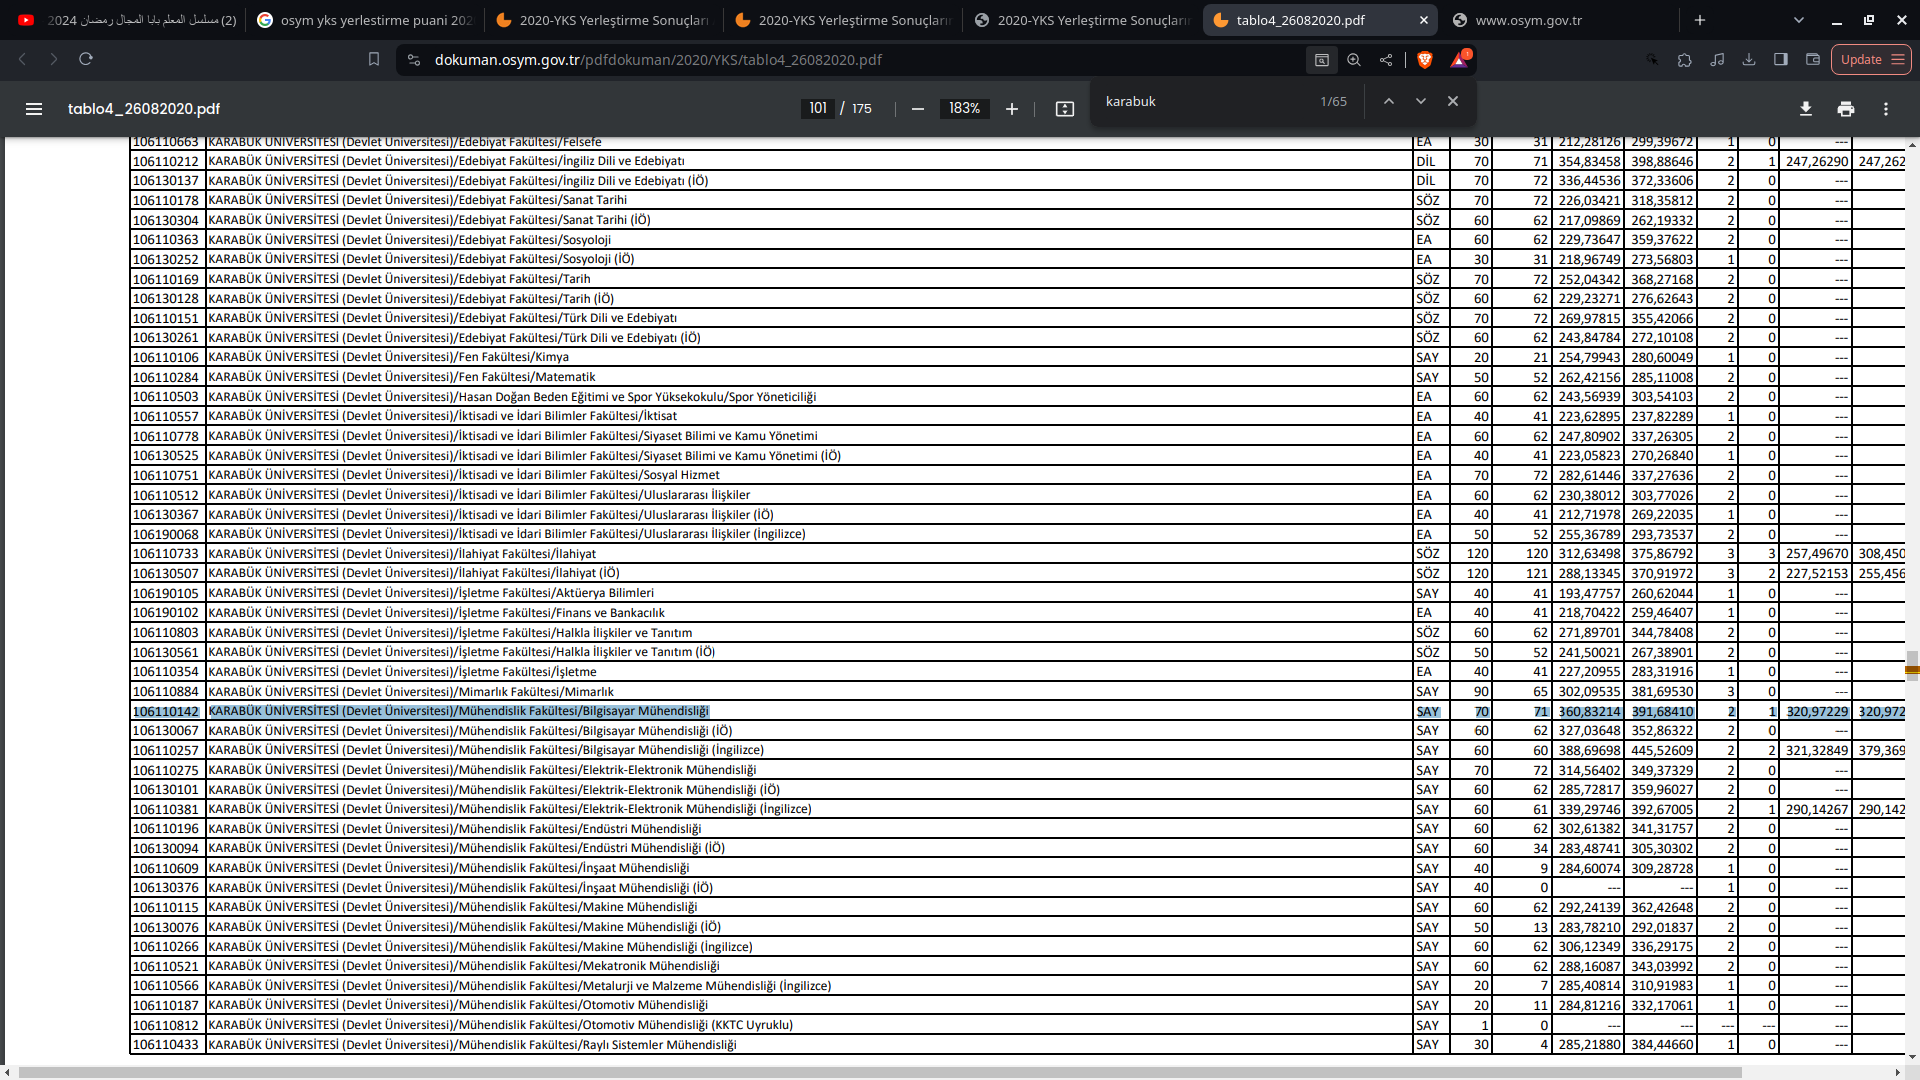 (2) مسلسل المعلم بابا المجال رمضان 2024
osym yks yerlestirme puani 202
2020-YKS Yerleştirme Sonuçları
2020-YKS Yerleştirme Sonuçları
2020-YKS Yerleştirme Sonuçları
tablo4_26082020.pdf
www.osym.gov.tr
dokuman.osym.gov.tr/pdfdokuman/2020/YKS/tablo4_26082020.pdf
Update
tablo4_26082020.pdf
101 / 175
183%
karabuk 1/65
106110663 KARABÜK ÜNİVERSİTESİ (Devlet Üniversitesi)/Edebiyat Fakültesi/Felsefe EA 30 31 212,28126 299,39672 1 0 ---
106110212 KARABÜK ÜNİVERSİTESİ (Devlet Üniversitesi)/Edebiyat Fakültesi/İngiliz Dili ve Edebiyatı DİL 70 71 354,83458 398,88646 2 1 247,26290 247,262
106130137 KARABÜK ÜNİVERSİTESİ (Devlet Üniversitesi)/Edebiyat Fakültesi/İngiliz Dili ve Edebiyatı (İÖ) DİL 70 72 336,44536 372,33606 2 0 ---
106110178 KARABÜK ÜNİVERSİTESİ (Devlet Üniversitesi)/Edebiyat Fakültesi/Sanat Tarihi SÖZ 70 72 226,03421 318,35812 2 0 ---
106130304 KARABÜK ÜNİVERSİTESİ (Devlet Üniversitesi)/Edebiyat Fakültesi/Sanat Tarihi (İÖ) SÖZ 60 62 217,09869 262,19332 2 0 ---
106110363 KARABÜK ÜNİVERSİTESİ (Devlet Üniversitesi)/Edebiyat Fakültesi/Sosyoloji EA 60 62 229,73647 359,37622 2 0 ---
106130252 KARABÜK ÜNİVERSİTESİ (Devlet Üniversitesi)/Edebiyat Fakültesi/Sosyoloji (İÖ) EA 30 31 218,96749 273,56803 1 0 ---
106110169 KARABÜK ÜNİVERSİTESİ (Devlet Üniversitesi)/Edebiyat Fakültesi/Tarih SÖZ 70 72 252,04342 368,27168 2 0 ---
106130128 KARABÜK ÜNİVERSİTESİ (Devlet Üniversitesi)/Edebiyat Fakültesi/Tarih (İÖ) SÖZ 60 62 229,23271 276,62643 2 0 ---
106110151 KARABÜK ÜNİVERSİTESİ (Devlet Üniversitesi)/Edebiyat Fakültesi/Türk Dili ve Edebiyatı SÖZ 70 72 269,97815 355,42066 2 0 ---
106130261 KARABÜK ÜNİVERSİTESİ (Devlet Üniversitesi)/Edebiyat Fakültesi/Türk Dili ve Edebiyatı (İÖ) SÖZ 60 62 243,84784 272,10108 2 0 ---
106110106 KARABÜK ÜNİVERSİTESİ (Devlet Üniversitesi)/Fen Fakültesi/Kimya SAY 20 21 254,79943 280,60049 1 0 ---
106110284 KARABÜK ÜNİVERSİTESİ (Devlet Üniversitesi)/Fen Fakültesi/Matematik SAY 50 52 262,42156 285,11008 2 0 ---
106110503 KARABÜK ÜNİVERSİTESİ (Devlet Üniversitesi)/Hasan Doğan Beden Eğitimi ve Spor Yüksekokulu/Spor Yöneticiliği EA 60 62 243,56939 303,54103 2 0 ---
106110557 KARABÜK ÜNİVERSİTESİ (Devlet Üniversitesi)/İktisadi ve İdari Bilimler Fakültesi/İktisat EA 40 41 223,62895 237,82289 1 0 ---
106110778 KARABÜK ÜNİVERSİTESİ (Devlet Üniversitesi)/İktisadi ve İdari Bilimler Fakültesi/Siyaset Bilimi ve Kamu Yönetimi EA 60 62 247,80902 337,26305 2 0 ---
106130525 KARABÜK ÜNİVERSİTESİ (Devlet Üniversitesi)/İktisadi ve İdari Bilimler Fakültesi/Siyaset Bilimi ve Kamu Yönetimi (İÖ) EA 40 41 223,05823 270,26840 1 0 ---
106110751 KARABÜK ÜNİVERSİTESİ (Devlet Üniversitesi)/İktisadi ve İdari Bilimler Fakültesi/Sosyal Hizmet EA 70 72 282,61446 337,27636 2 0 ---
106110512 KARABÜK ÜNİVERSİTESİ (Devlet Üniversitesi)/İktisadi ve İdari Bilimler Fakültesi/Uluslararası İlişkiler EA 60 62 230,38012 303,77026 2 0 ---
106130367 KARABÜK ÜNİVERSİTESİ (Devlet Üniversitesi)/İktisadi ve İdari Bilimler Fakültesi/Uluslararası İlişkiler (İÖ) EA 40 41 212,71978 269,22035 1 0 ---
106190068 KARABÜK ÜNİVERSİTESİ (Devlet Üniversitesi)/İktisadi ve İdari Bilimler Fakültesi/Uluslararası İlişkiler (İngilizce) EA 50 52 255,36789 293,73537 2 0 ---
106110733 KARABÜK ÜNİVERSİTESİ (Devlet Üniversitesi)/İlahiyat Fakültesi/İlahiyat SÖZ 120 120 312,63498 375,86792 3 3 257,49670 308,450
106130507 KARABÜK ÜNİVERSİTESİ (Devlet Üniversitesi)/İlahiyat Fakültesi/İlahiyat (İÖ) SÖZ 120 121 288,13345 370,91972 3 2 227,52153 255,456
106190105 KARABÜK ÜNİVERSİTESİ (Devlet Üniversitesi)/İşletme Fakültesi/Aktüerya Bilimleri SAY 40 41 193,47757 260,62044 1 0 ---
106190102 KARABÜK ÜNİVERSİTESİ (Devlet Üniversitesi)/İşletme Fakültesi/Finans ve Bankacılık EA 40 41 218,70422 259,46407 1 0 ---
106110803 KARABÜK ÜNİVERSİTESİ (Devlet Üniversitesi)/İşletme Fakültesi/Halkla İlişkiler ve Tanıtım SÖZ 60 62 271,89701 344,78408 2 0 ---
106130561 KARABÜK ÜNİVERSİTESİ (Devlet Üniversitesi)/İşletme Fakültesi/Halkla İlişkiler ve Tanıtım (İÖ) SÖZ 50 52 241,50021 267,38901 2 0 ---
106110354 KARABÜK ÜNİVERSİTESİ (Devlet Üniversitesi)/İşletme Fakültesi/İşletme EA 40 41 227,20955 283,31916 1 0 ---
106110884 KARABÜK ÜNİVERSİTESİ (Devlet Üniversitesi)/Mimarlık Fakültesi/Mimarlık SAY 90 65 302,09535 381,69530 3 0 ---
106110142 KARABÜK ÜNİVERSİTESİ (Devlet Üniversitesi)/Mühendislik Fakültesi/Bilgisayar Mühendisliği SAY 70 71 360,83214 391,68410 2 1 320,97229 320,972
106130067 KARABÜK ÜNİVERSİTESİ (Devlet Üniversitesi)/Mühendislik Fakültesi/Bilgisayar Mühendisliği (İÖ) SAY 60 62 327,03648 352,86322 2 0 ---
106110257 KARABÜK ÜNİVERSİTESİ (Devlet Üniversitesi)/Mühendislik Fakültesi/Bilgisayar Mühendisliği (İngilizce) SAY 60 60 388,69698 445,52609 2 2 321,32849 379,369
106110275 KARABÜK ÜNİVERSİTESİ (Devlet Üniversitesi)/Mühendislik Fakültesi/Elektrik-Elektronik Mühendisliği SAY 70 72 314,56402 349,37329 2 0 ---
106130101 KARABÜK ÜNİVERSİTESİ (Devlet Üniversitesi)/Mühendislik Fakültesi/Elektrik-Elektronik Mühendisliği (İÖ) SAY 60 62 285,72817 359,96027 2 0 ---
106110381 KARABÜK ÜNİVERSİTESİ (Devlet Üniversitesi)/Mühendislik Fakültesi/Elektrik-Elektronik Mühendisliği (İngilizce) SAY 60 61 339,29746 392,67005 2 1 290,14267 290,142
106110196 KARABÜK ÜNİVERSİTESİ (Devlet Üniversitesi)/Mühendislik Fakültesi/Endüstri Mühendisliği SAY 60 62 302,61382 341,31757 2 0 ---
106130094 KARABÜK ÜNİVERSİTESİ (Devlet Üniversitesi)/Mühendislik Fakültesi/Endüstri Mühendisliği (İÖ) SAY 60 34 283,48741 305,30302 2 0 ---
106110609 KARABÜK ÜNİVERSİTESİ (Devlet Üniversitesi)/Mühendislik Fakültesi/İnşaat Mühendisliği SAY 40 9 284,60074 309,28728 1 0 ---
106130376 KARABÜK ÜNİVERSİTESİ (Devlet Üniversitesi)/Mühendislik Fakültesi/İnşaat Mühendisliği (İÖ) SAY 40 0 --- --- 1 0 ---
106110115 KARABÜK ÜNİVERSİTESİ (Devlet Üniversitesi)/Mühendislik Fakültesi/Makine Mühendisliği SAY 60 62 292,24139 362,42648 2 0 ---
106130076 KARABÜK ÜNİVERSİTESİ (Devlet Üniversitesi)/Mühendislik Fakültesi/Makine Mühendisliği (İÖ) SAY 50 13 283,78210 292,01837 2 0 ---
106110266 KARABÜK ÜNİVERSİTESİ (Devlet Üniversitesi)/Mühendislik Fakültesi/Makine Mühendisliği (İngilizce) SAY 60 62 306,12349 336,29175 2 0 ---
106110521 KARABÜK ÜNİVERSİTESİ (Devlet Üniversitesi)/Mühendislik Fakültesi/Mekatronik Mühendisliği SAY 60 62 288,16087 343,03992 2 0 ---
106110566 KARABÜK ÜNİVERSİTESİ (Devlet Üniversitesi)/Mühendislik Fakültesi/Metalurji ve Malzeme Mühendisliği (İngilizce) SAY 20 7 285,40814 310,91983 1 0 ---
106110187 KARABÜK ÜNİVERSİTESİ (Devlet Üniversitesi)/Mühendislik Fakültesi/Otomotiv Mühendisliği SAY 20 11 284,81216 332,17061 1 0 ---
106110812 KARABÜK ÜNİVERSİTESİ (Devlet Üniversitesi)/Mühendislik Fakültesi/Otomotiv Mühendisliği (KKTC Uyruklu) SAY 1 0 --- --- --- --- ---
106110433 KARABÜK ÜNİVERSİTESİ (Devlet Üniversitesi)/Mühendislik Fakültesi/Raylı Sistemler Mühendisliği SAY 30 4 285,21880 384,44660 1 0 ---